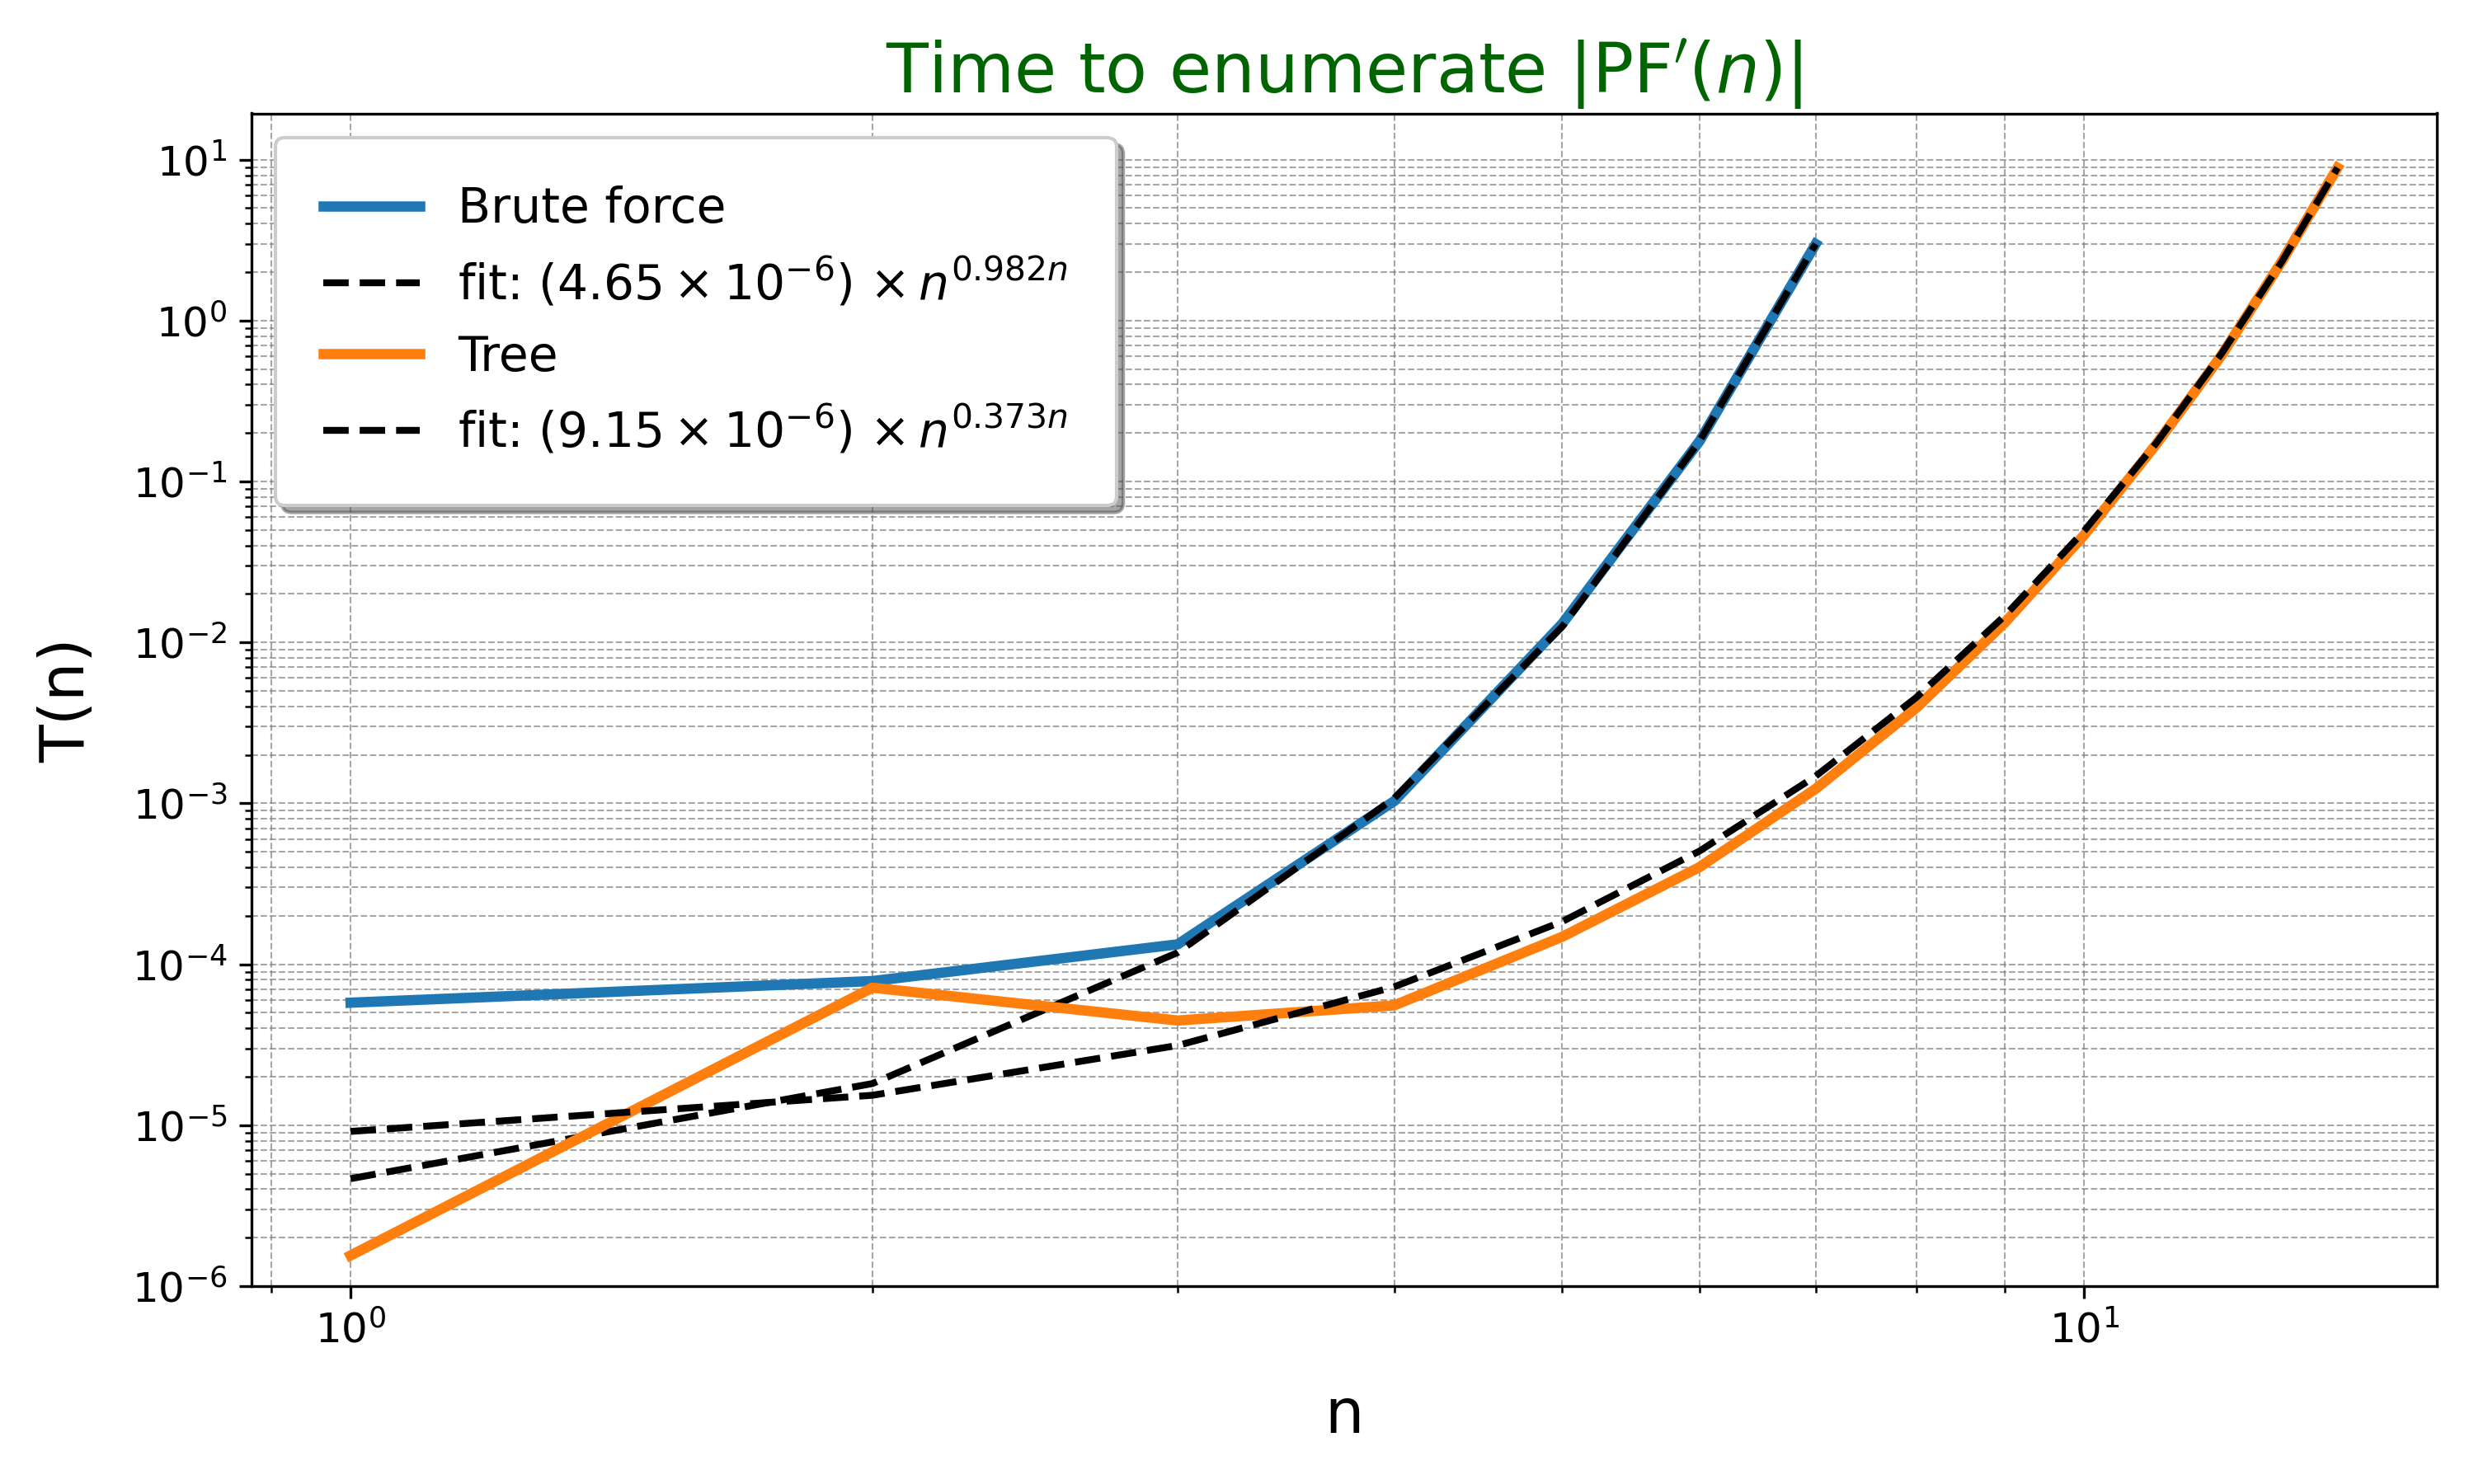 Time to enumerate |PF′(n)|
10¹
10⁰
10⁻¹
10⁻²
10⁻³
10⁻⁴
10⁻⁵
10⁻⁶
T(n)
Brute force
fit: (4.65 × 10⁻⁶) × n^{0.982n}
Tree
fit: (9.15 × 10⁻⁶) × n^{0.373n}
10⁰
10¹
n